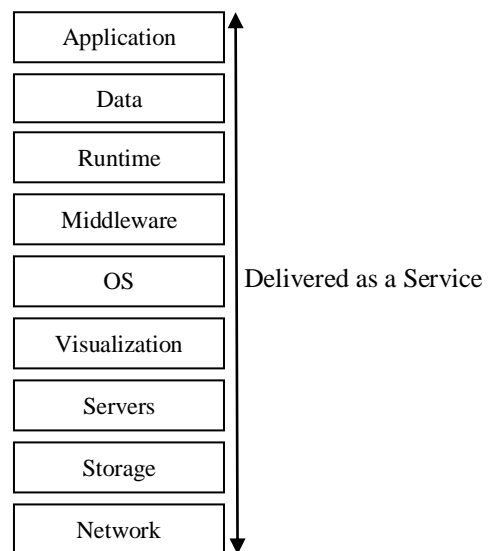 Application
Data
Runtime
Middleware
OS
Delivered as a Service
Visualization
Servers
Storage
Network